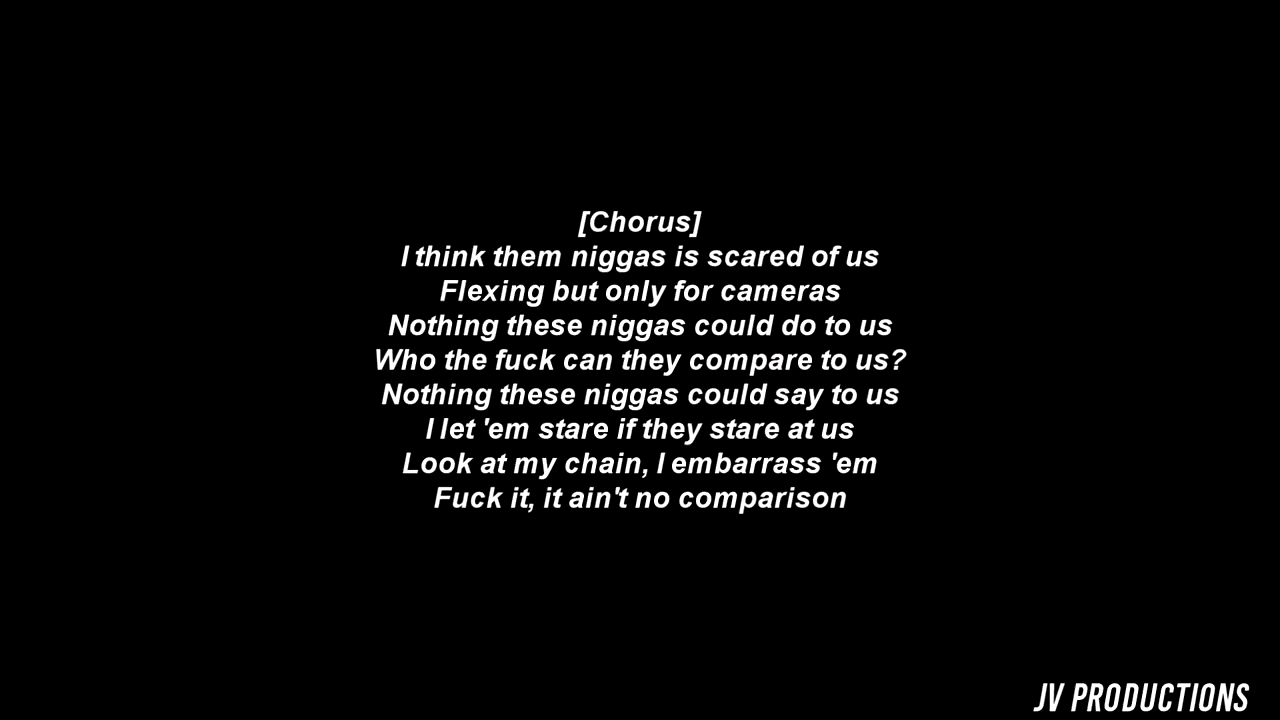 [Chorus]
I think them niggas is scared of us
Flexing but only for cameras
Nothing these niggas could do to us
Who the fuck can they compare to us?
Nothing these niggas could say to us
I let 'em stare if they stare at us
Look at my chain, I embarrass 'em
Fuck it, it ain't no comparison
JV PRODUCTIONS